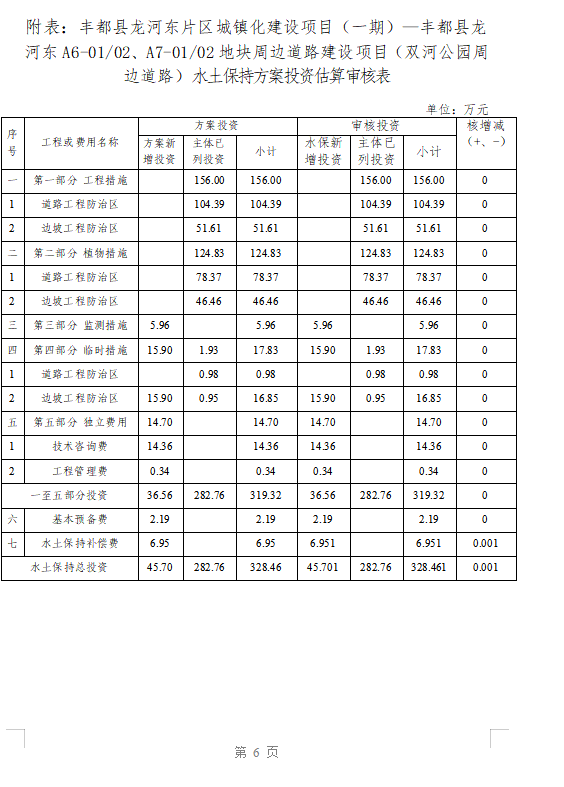 附表：丰都县龙河东片区城镇化建设项目（一期）—丰都县龙
河东 A6-01/02、A7-01/02 地块周边道路建设项目（双河公园周
边道路）水土保持方案投资估算审核表
单位：万元
序号 工程或费用名称 方案投资 审核投资 核增减（+、-）
方案新增投资 主体已列投资 小计 水保新增投资 主体已列投资 小计
一 第一部分 工程措施 156.00 156.00 156.00 156.00 0
1 道路工程防治区 104.39 104.39 104.39 104.39 0
2 边坡工程防治区 51.61 51.61 51.61 51.61 0
二 第二部分 植物措施 124.83 124.83 124.83 124.83 0
1 道路工程防治区 78.37 78.37 78.37 78.37 0
2 边坡工程防治区 46.46 46.46 46.46 46.46 0
三 第三部分 监测措施 5.96 5.96 5.96 5.96 0
四 第四部分 临时措施 15.90 1.93 17.83 15.90 1.93 17.83 0
1 道路工程防治区 0.98 0.98 0.98 0.98 0
2 边坡工程防治区 15.90 0.95 16.85 15.90 0.95 16.85 0
五 第五部分 独立费用 14.70 14.70 14.70 14.70 0
1 技术咨询费 14.36 14.36 14.36 14.36 0
2 工程管理费 0.34 0.34 0.34 0.34 0
一至五部分投资 36.56 282.76 319.32 36.56 282.76 319.32 0
六 基本预备费 2.19 2.19 2.19 2.19 0
七 水土保持补偿费 6.95 6.95 6.951 6.951 0.001
水土保持总投资 45.70 282.76 328.46 45.701 282.76 328.461 0.001
第 6 页